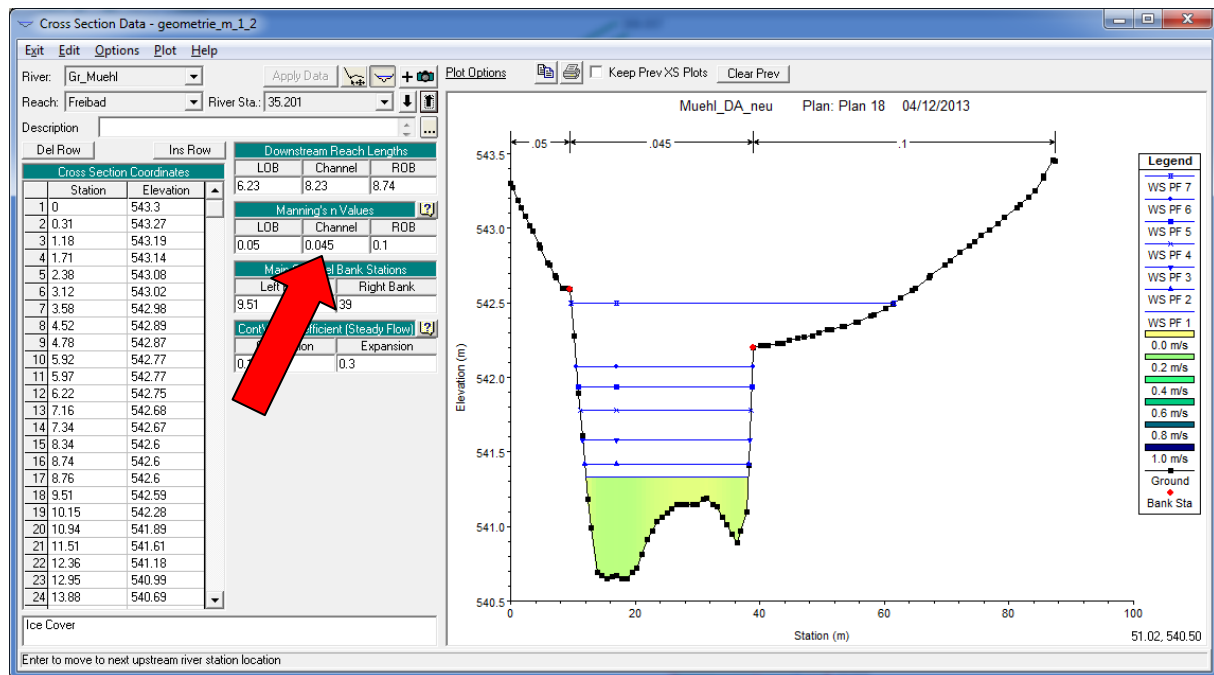 Cross Section Data - geometrie_m_1_2
Exit Edit Options Plot Help
River: Gr_Muehl Apply Data
Reach: Freibad River Sta.: 35.201
Description ...
Del Row Ins Row
Cross Section Coordinates
Station Elevation
1 0 543.3
2 0.31 543.27
3 1.18 543.19
4 1.71 543.14
5 2.38 543.08
6 3.12 543.02
7 3.58 542.98
8 4.52 542.89
9 4.78 542.87
10 5.92 542.77
11 5.97 542.77
12 6.22 542.75
13 7.16 542.68
14 7.34 542.67
15 8.34 542.6
16 8.74 542.6
17 8.76 542.6
18 9.51 542.59
19 10.15 542.28
20 10.94 541.89
21 11.51 541.61
22 12.36 541.18
23 12.95 540.99
24 13.88 540.69
Downstream Reach Lengths
LOB Channel ROB
6.23 8.23 8.74
Manning's n Values
LOB Channel ROB
0.05 0.045 0.1
Bank Stations
Left Right Bank
9.51 39
(Steady Flow)
Expansion
0.3
Ice Cover
Enter to move to next upstream river station location
Plot Options Keep Prev XS Plots Clear Prev
Muehl_DA_neu Plan: Plan 18 04/12/2013
.05 .045 .1
543.5
543.0
542.5
542.0
541.5
541.0
540.5
Elevation (m)
0 20 40 60 80 100
Station (m)
51.02, 540.50
Legend
WS PF 7
WS PF 6
WS PF 5
WS PF 4
WS PF 3
WS PF 2
WS PF 1
0.0 m/s
0.2 m/s
0.4 m/s
0.6 m/s
0.8 m/s
1.0 m/s
Ground
Bank Sta